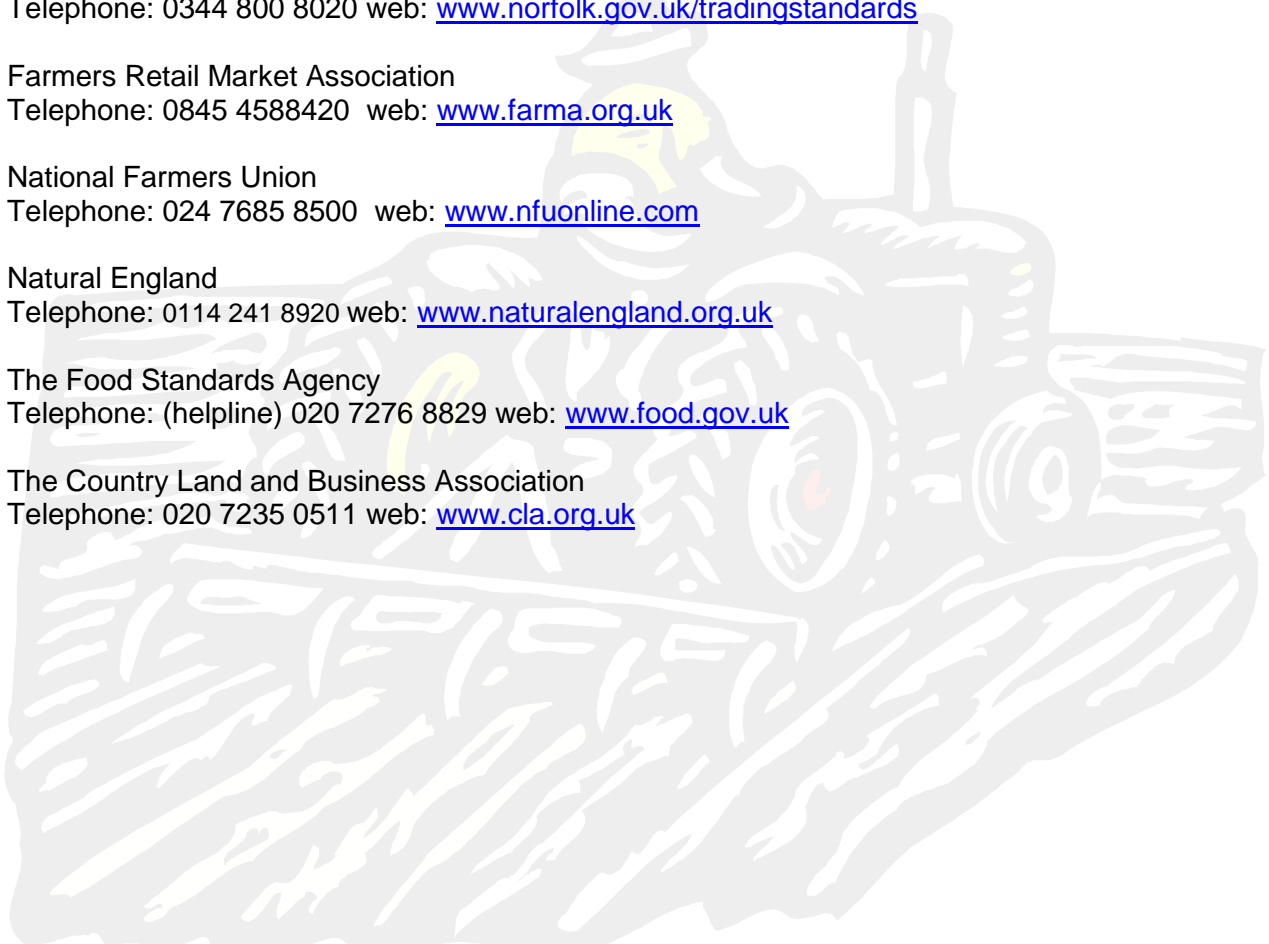 Telephone: 0344 800 8020 web: www.norfolk.gov.uk/tradingstandards
Farmers Retail Market Association
Telephone: 0845 4588420 web: www.farma.org.uk
National Farmers Union
Telephone: 024 7685 8500 web: www.nfuonline.com
Natural England
Telephone: 0114 241 8920 web: www.naturalengland.org.uk
The Food Standards Agency
Telephone: (helpline) 020 7276 8829 web: www.food.gov.uk
The Country Land and Business Association
Telephone: 020 7235 0511 web: www.cla.org.uk